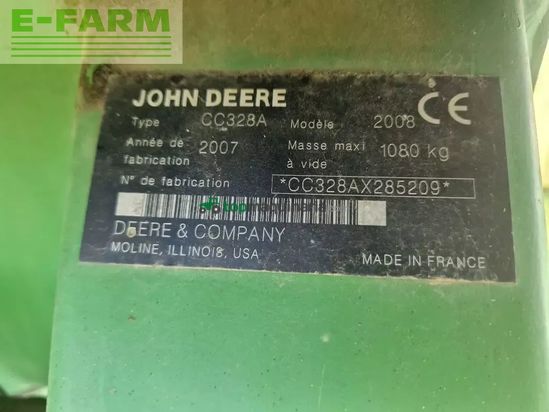 E-FARM
JOHN DEERE
Type CC328A Modèle 2008 CE
Année de fabrication 2007 Masse maxi à vide 1080 kg
N° de fabrication *CC328AX285209*
DEERE & COMPANY
MOLINE, ILLINOIS, USA
MADE IN FRANCE